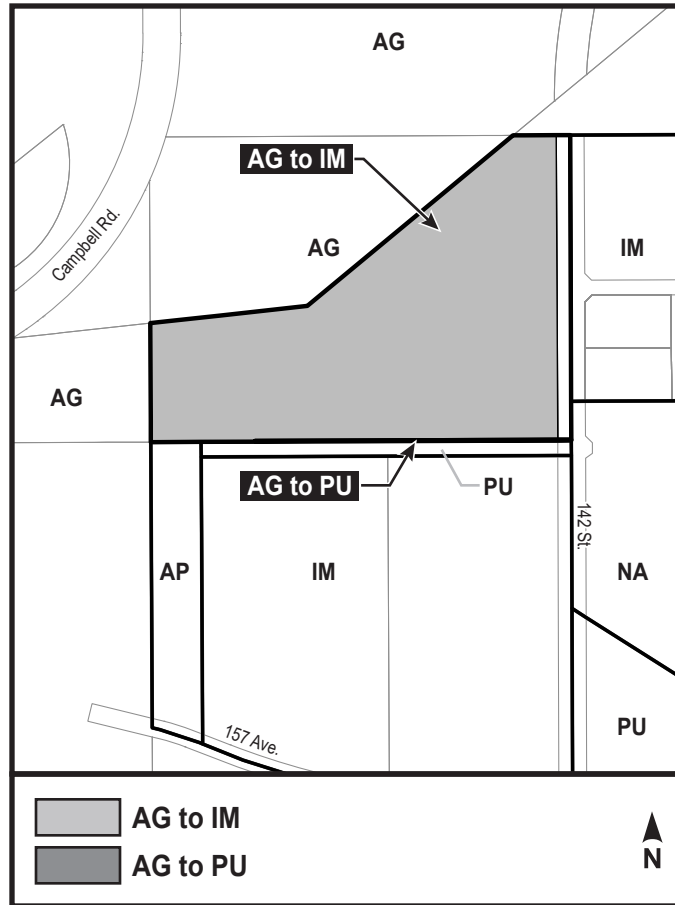 AG
AG to IM
Campbell Rd.
AG
IM
AG
AG to PU
PU
142 St.
AP
IM
NA
157 Ave.
PU
AG to IM
AG to PU
N